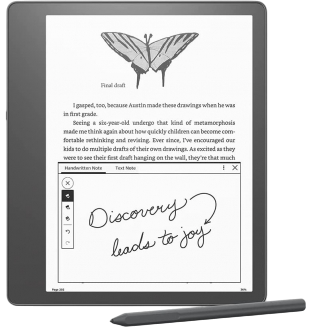 Final draft
I gasped, too, because Austin made these drawings when he was
in first grade.
Seeing a six-year-old undergo that kind of metamorphosis
made me think again about how quickly children can become com-
fortable rethinking and revising. Ever since, I've encouraged our
kids to do multiple drafts of their own drawings. As excited as they
were to see their first draft hanging on the wall, they're that much
Handwritten Note Text Note
Discovery
leads to joy